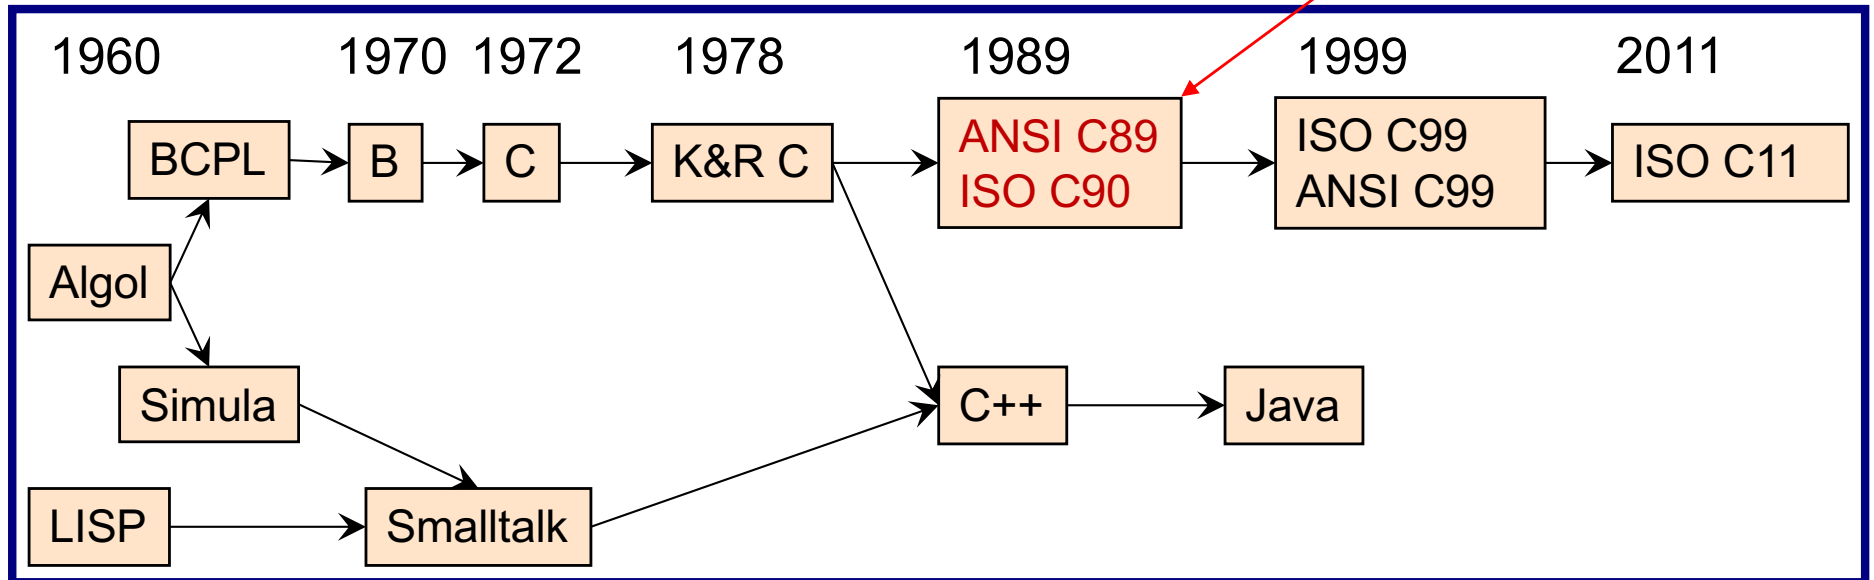 1960 1970 1972 1978 1989 1999 2011
BCPL B C K&R C ANSI C89 ISO C99 ISO C11
ISO C90 ANSI C99
Algol
Simula C++ Java
LISP Smalltalk